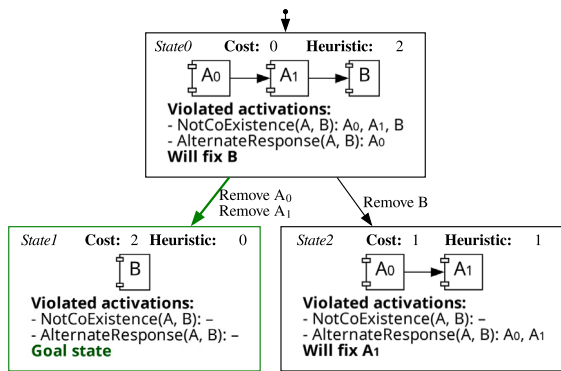 State0 Cost: 0 Heuristic: 2
A0 A1 B
Violated activations:
- NotCoExistence(A, B): A0, A1, B
- AlternateResponse(A, B): A0
Will fix B
Remove A0
Remove A1
Remove B
State1 Cost: 2 Heuristic: 0
B
Violated activations:
- NotCoExistence(A, B): –
- AlternateResponse(A, B): –
Goal state
State2 Cost: 1 Heuristic: 1
A0 A1
Violated activations:
- NotCoExistence(A, B): –
- AlternateResponse(A, B): A0, A1
Will fix A1